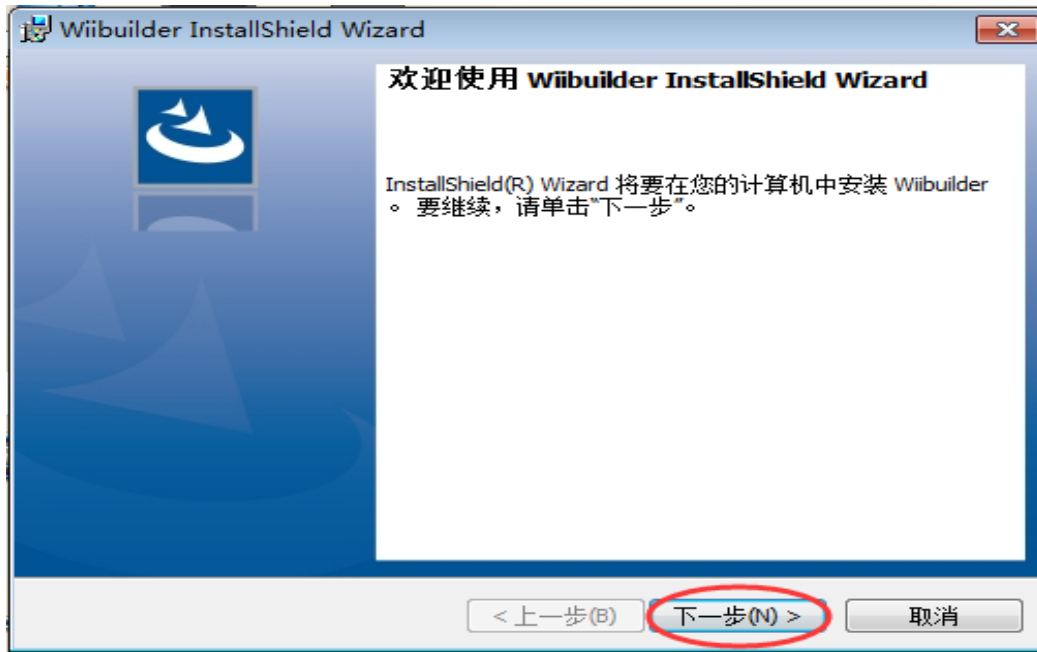 Wiibuilder InstallShield Wizard
欢迎使用 Wiibuilder InstallShield Wizard
InstallShield(R) Wizard 将要在您的计算机中安装 Wiibuilder
。 要继续，请单击“下一步”。
<上一步(B)
下一步(N) >
取消